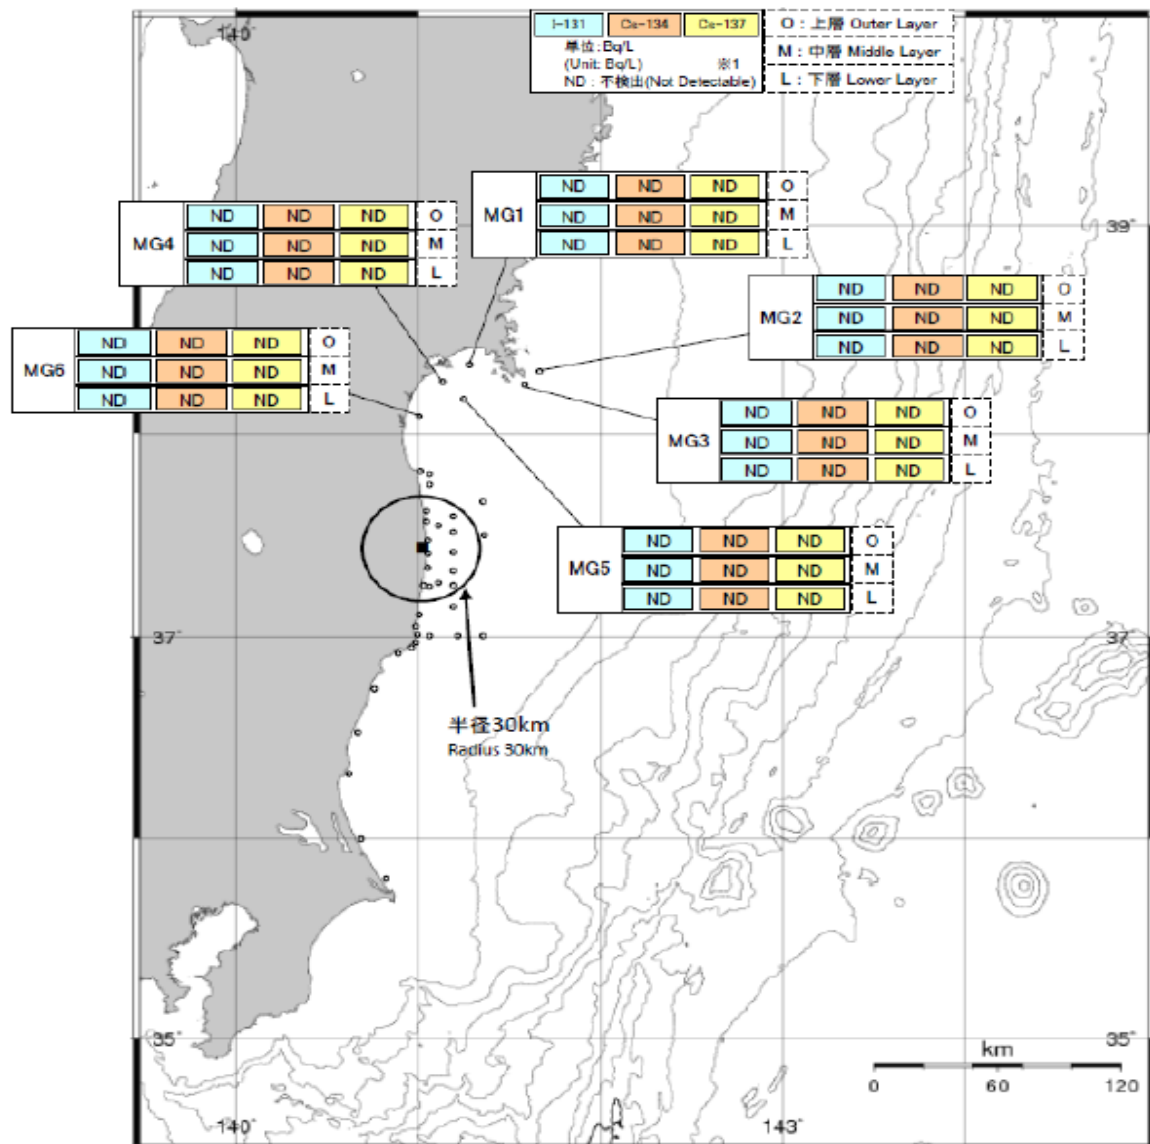 140°
I-131 Cs-134 Cs-137
単位:Bq/L
(Unit: Bq/L) ※1
ND : 不検出(Not Detectable)
O : 上層 Outer Layer
M : 中層 Middle Layer
L : 下層 Lower Layer
MG1
ND ND ND O
ND ND ND M
ND ND ND L
MG4
ND ND ND O
ND ND ND M
ND ND ND L
39°
MG2
ND ND ND O
ND ND ND M
ND ND ND L
MG6
ND ND ND O
ND ND ND M
ND ND ND L
MG3
ND ND ND O
ND ND ND M
ND ND ND L
MG5
ND ND ND O
ND ND ND M
ND ND ND L
37° 37°
半径30km
Radius 30km
35° 35°
km
0 60 120
140° 143°